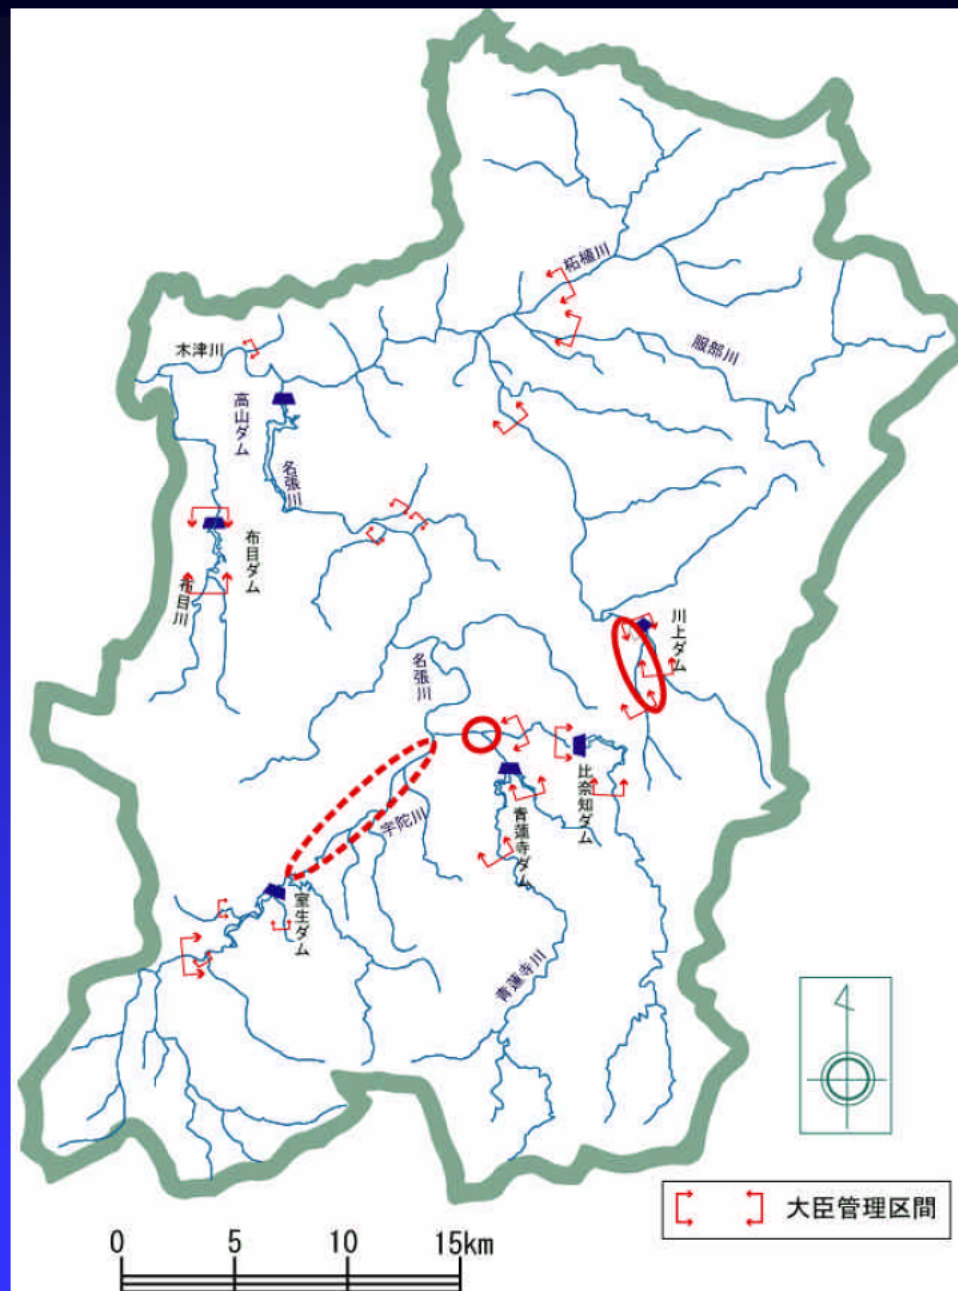 柘植川
服部川
木津川
高山ダム
名張川
布目ダム
布目川
川上ダム
名張川
比奈知ダム
宇陀川
青蓮寺ダム
室生ダム
青蓮寺川
大臣管理区間
0 5 10 15km